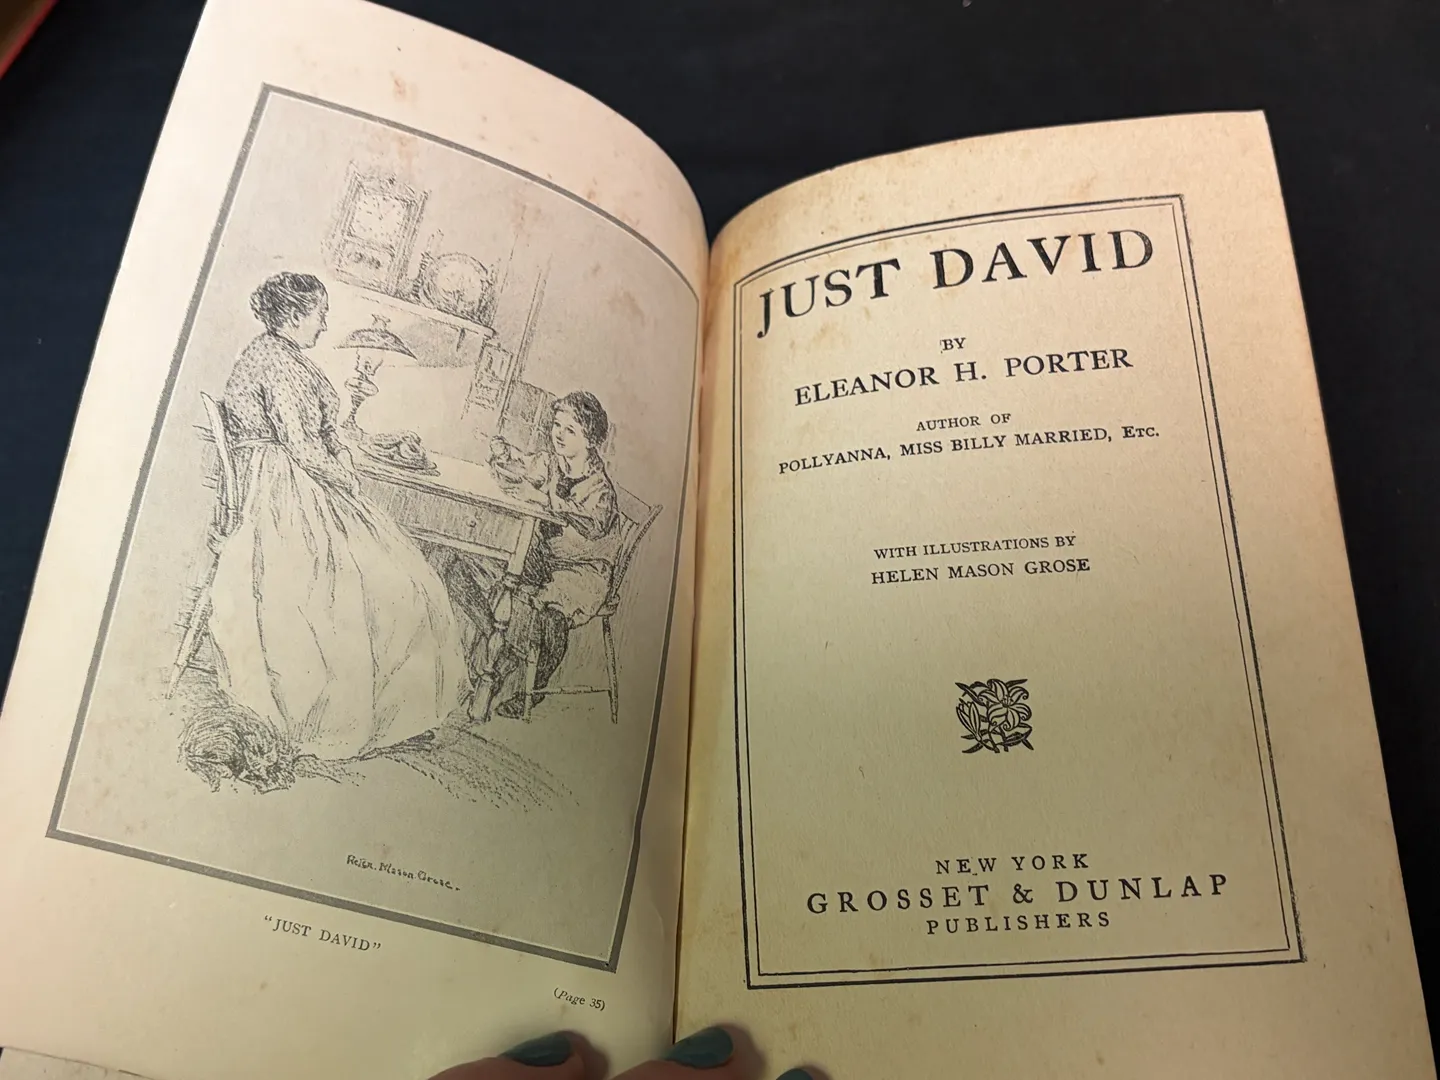 Helen Mason Grose.
"JUST DAVID"
(Page 35)
JUST DAVID
BY
ELEANOR H. PORTER
AUTHOR OF
POLLYANNA, MISS BILLY MARRIED, ETC.
WITH ILLUSTRATIONS BY
HELEN MASON GROSE
NEW YORK
GROSSET & DUNLAP
PUBLISHERS